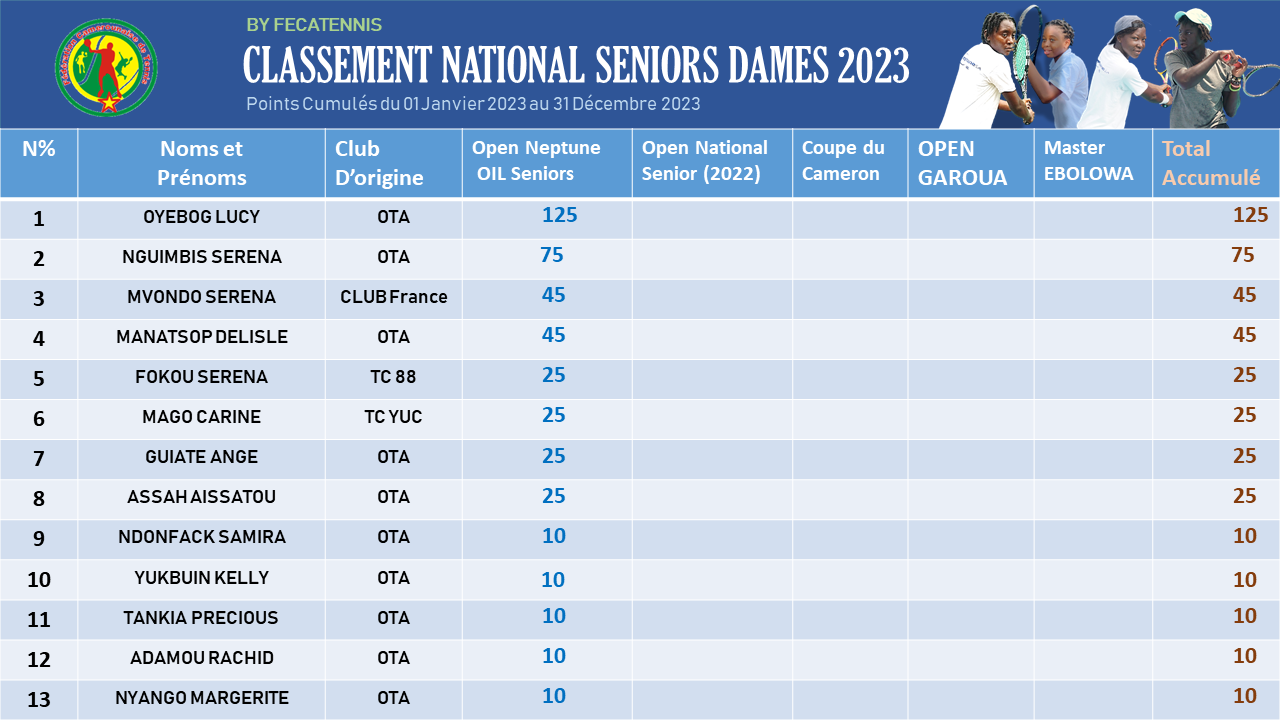 Fédération Camerounaise de Tennis
BY FECATENNIS
CLASSEMENT NATIONAL SENIORS DAMES 2023
Points Cumulés du 01 Janvier 2023 au 31 Décembre 2023
N% Noms et Prénoms Club D’origine Open Neptune OIL Seniors Open National Senior (2022) Coupe du Cameron OPEN GAROUA Master EBOLOWA Total Accumulé
1 OYEBOG LUCY OTA 125 125
2 NGUIMBIS SERENA OTA 75 75
3 MVONDO SERENA CLUB France 45 45
4 MANATSOP DELISLE OTA 45 45
5 FOKOU SERENA TC 88 25 25
6 MAGO CARINE TC YUC 25 25
7 GUIATE ANGE OTA 25 25
8 ASSAH AISSATOU OTA 25 25
9 NDONFACK SAMIRA OTA 10 10
10 YUKBUIN KELLY OTA 10 10
11 TANKIA PRECIOUS OTA 10 10
12 ADAMOU RACHID OTA 10 10
13 NYANGO MARGERITE OTA 10 10